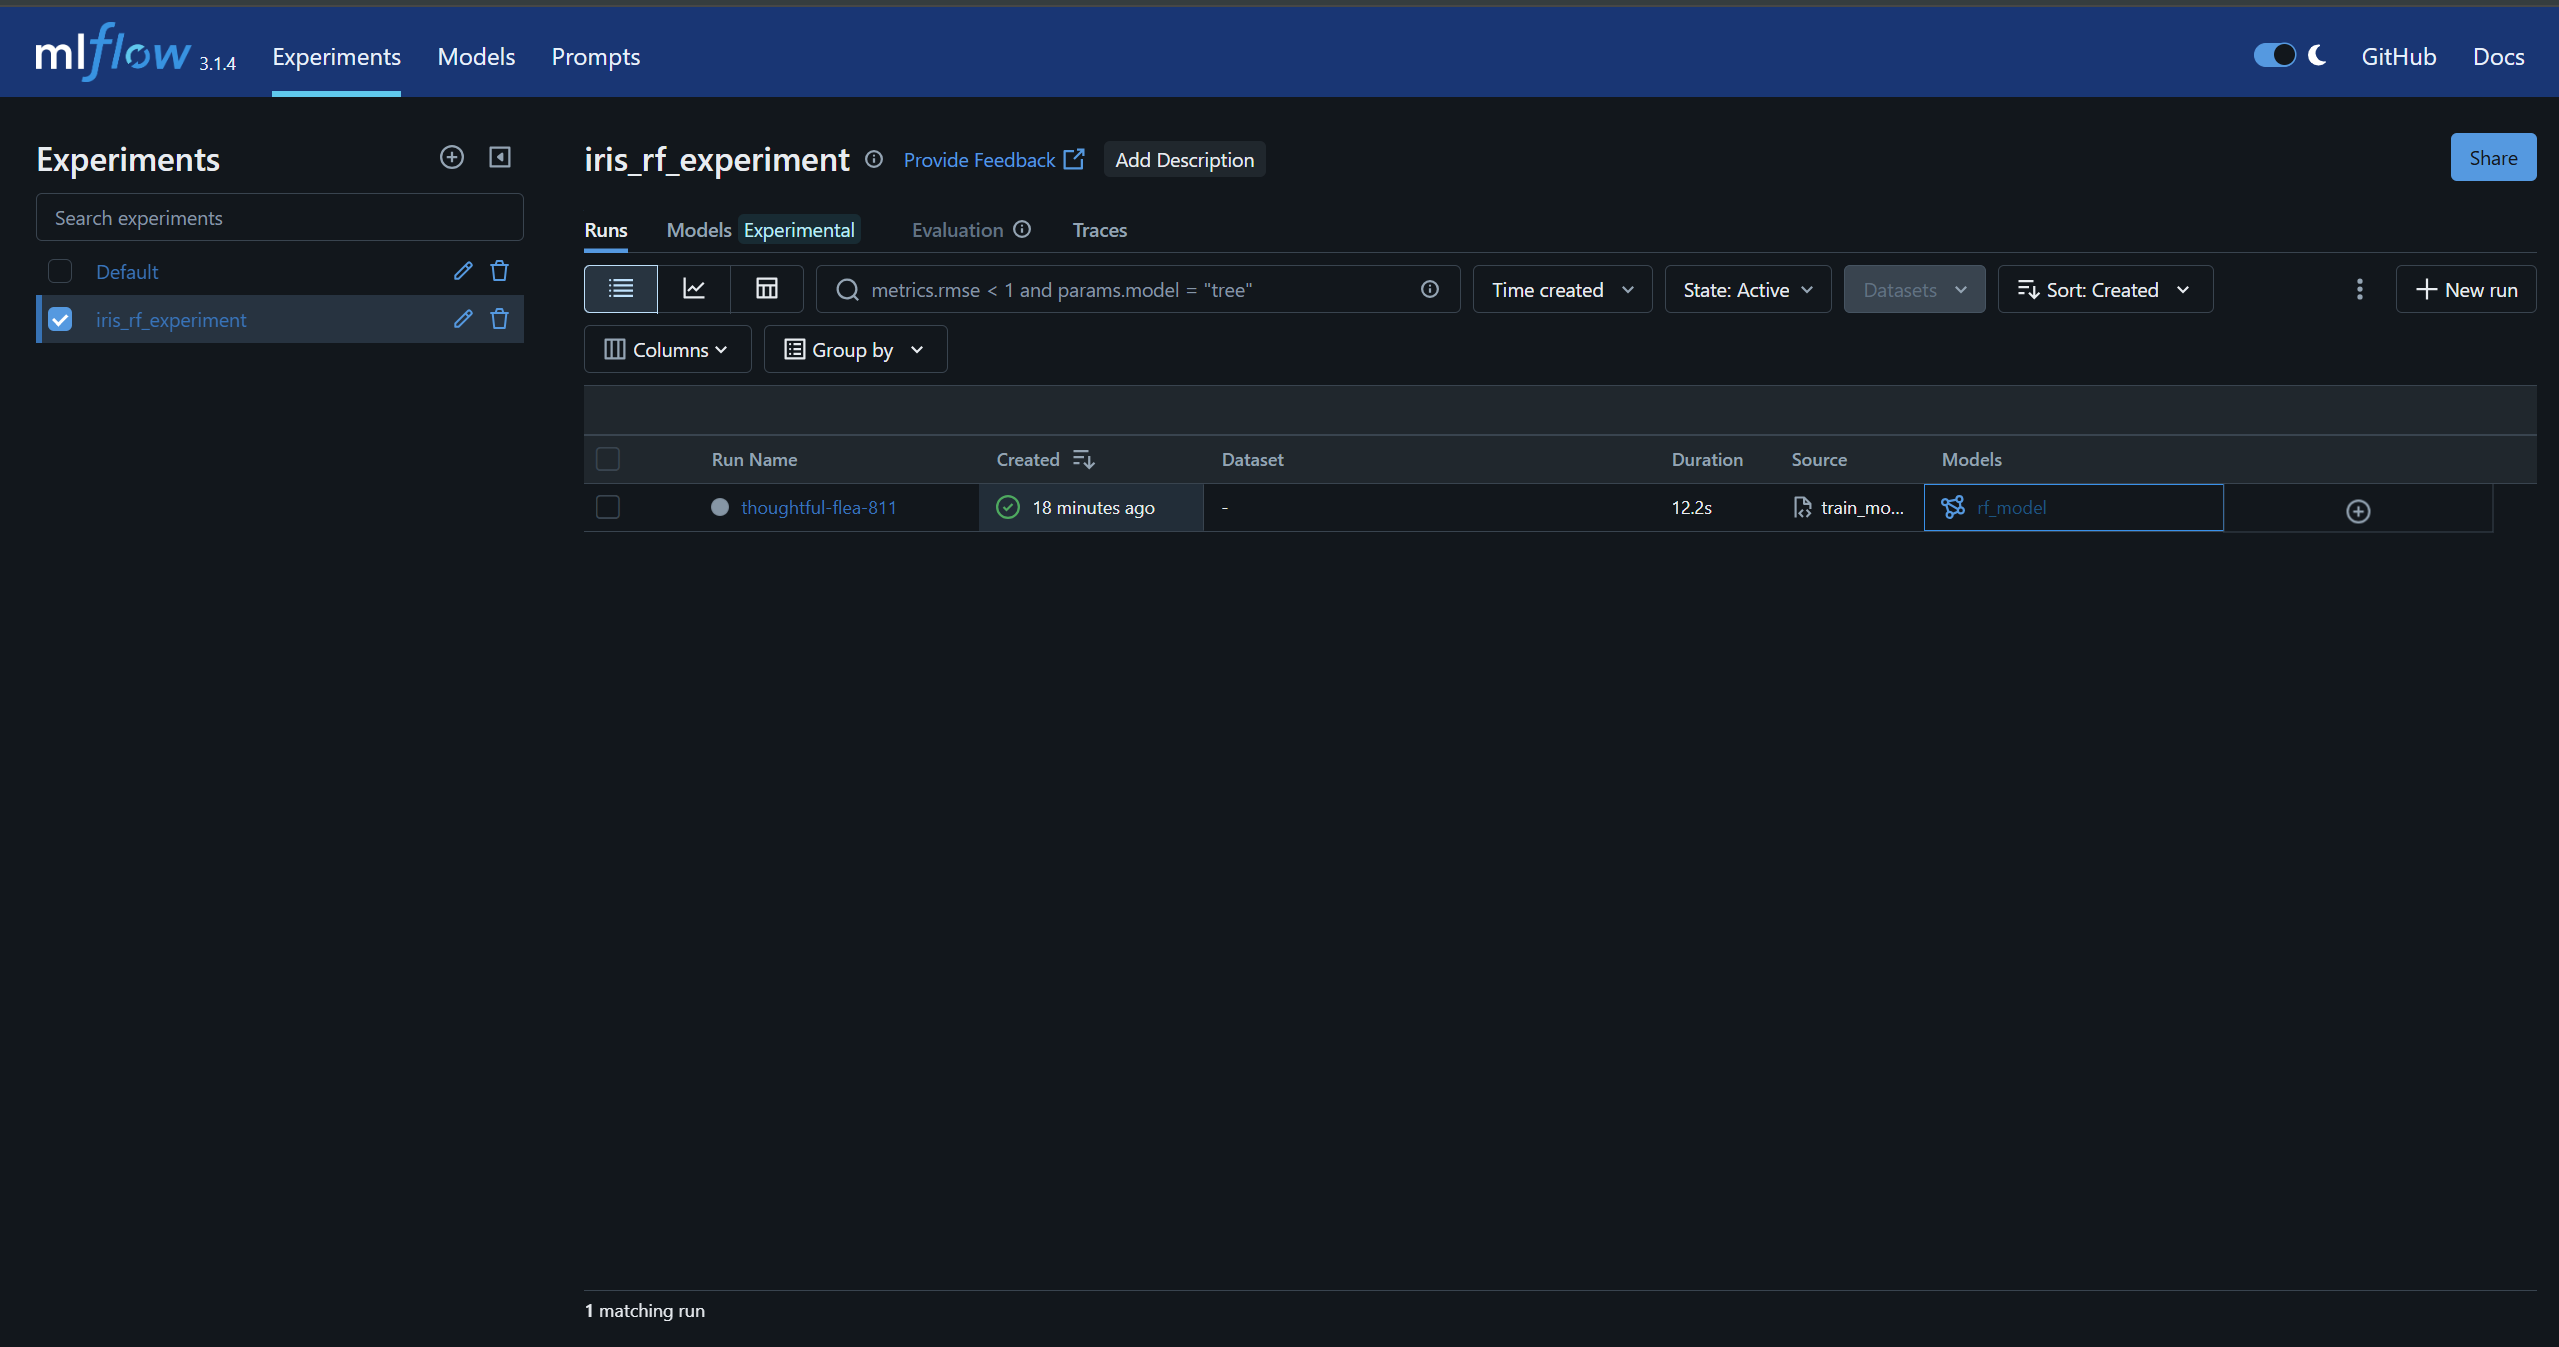 mlflow 3.1.4 Experiments Models Prompts GitHub Docs
Experiments
Search experiments
Default
iris_rf_experiment
iris_rf_experiment Provide Feedback Add Description Share
Runs Models Experimental Evaluation Traces
metrics.rmse < 1 and params.model = "tree" Time created State: Active Datasets Sort: Created New run
Columns Group by
Run Name Created Dataset Duration Source Models
thoughtful-flea-811 18 minutes ago - 12.2s train_mo... rf_model
1 matching run